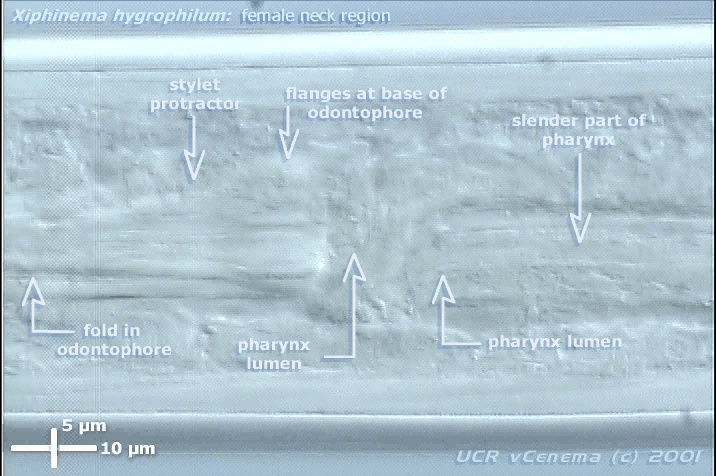 Xiphinema hygrophilum: female neck region
stylet
protractor
flanges at base of
odontophore
slender part of
pharynx
fold in
odontophore
pharynx
lumen
pharynx lumen
5 µm
10 µm
UCR vCenema (c) 2001